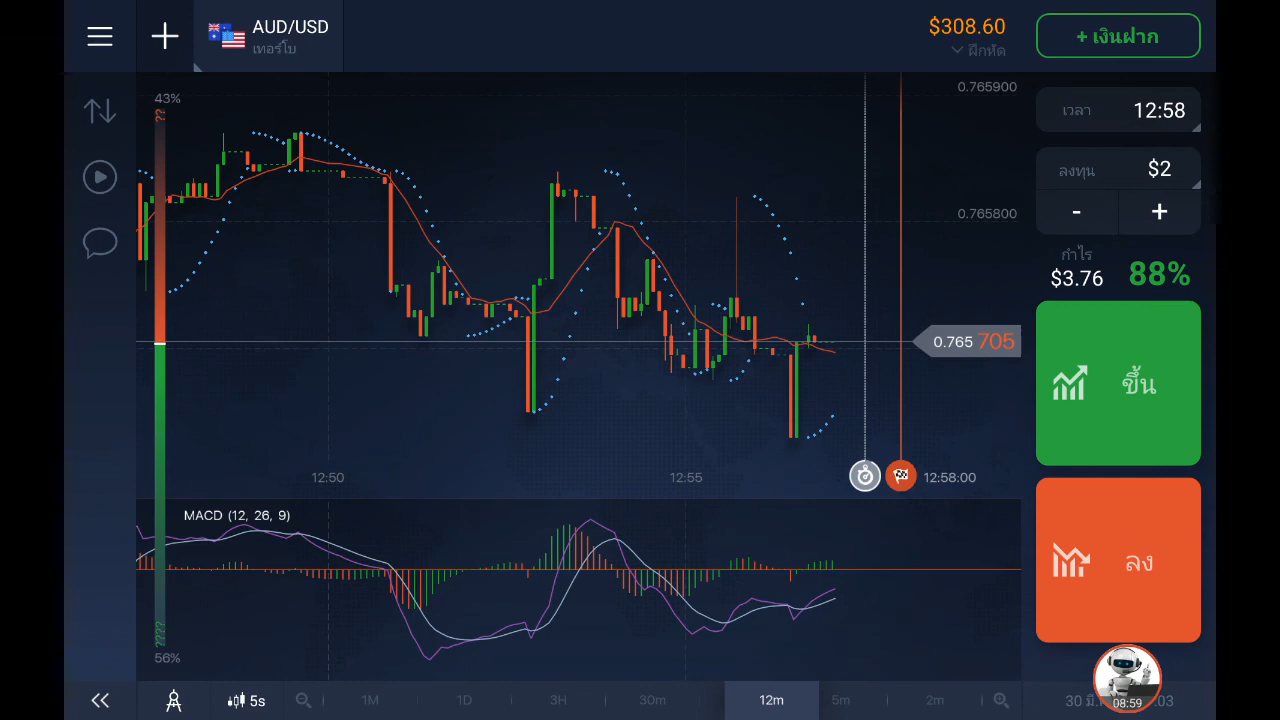 AUD/USD
เทอร์โบ
$308.60
ฝึกหัด
+ เงินฝาก
43%
??
0.765900
0.765800
0.765 705
เวลา 12:58
ลงทุน $2
- +
กำไร
$3.76 88%
ขึ้น
ลง
12:50 12:55 12:58:00
MACD (12, 26, 9)
????
56%
5s 1M 1D 3H 30m 12m 5m 2m
30 มี :03
08:59